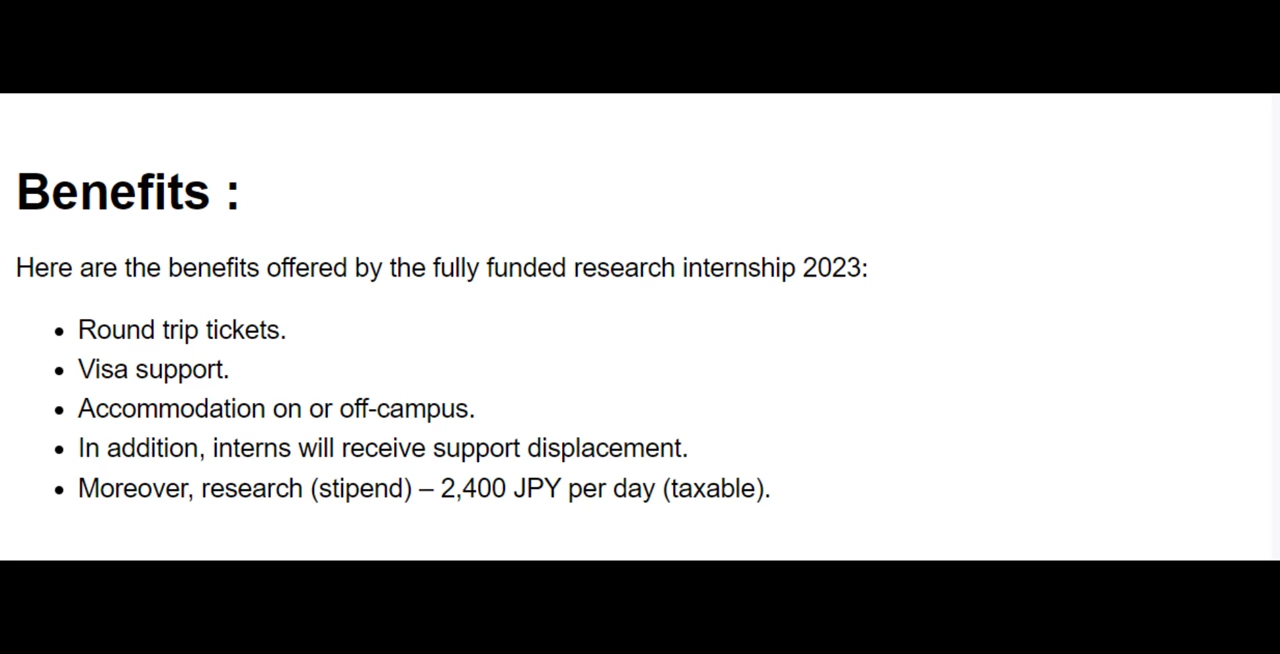 Benefits :
Here are the benefits offered by the fully funded research internship 2023:
• Round trip tickets.
• Visa support.
• Accommodation on or off-campus.
• In addition, interns will receive support displacement.
• Moreover, research (stipend) – 2,400 JPY per day (taxable).